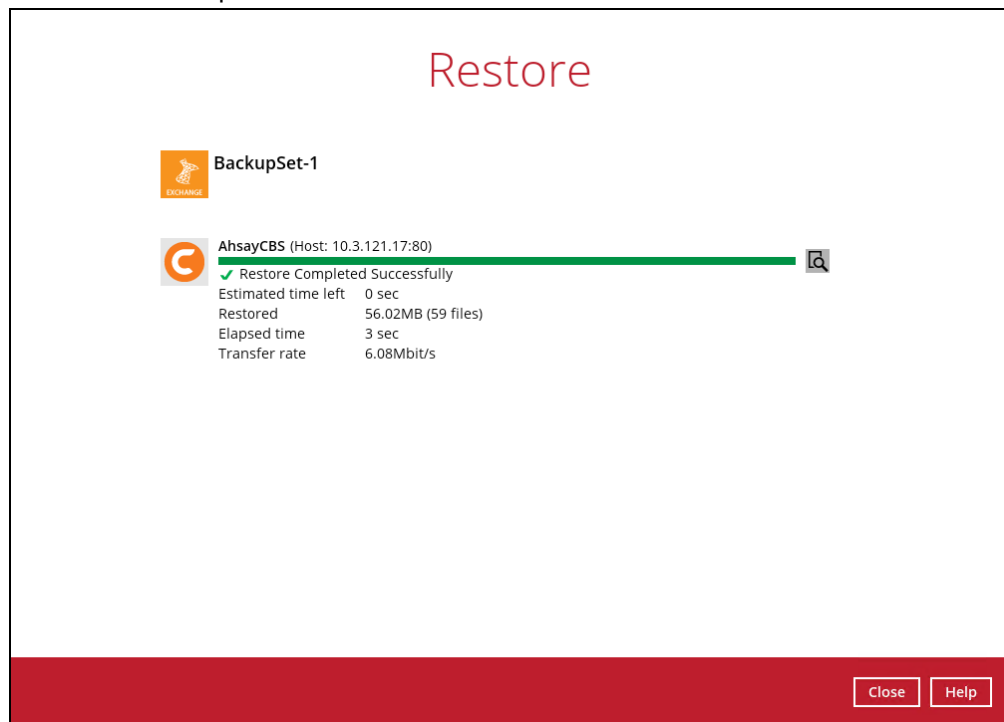 Restore
BackupSet-1
EXCHANGE
AhsayCBS (Host: 10.3.121.17:80)
Restore Completed Successfully
Estimated time left 0 sec
Restored 56.02MB (59 files)
Elapsed time 3 sec
Transfer rate 6.08Mbit/s
Close Help